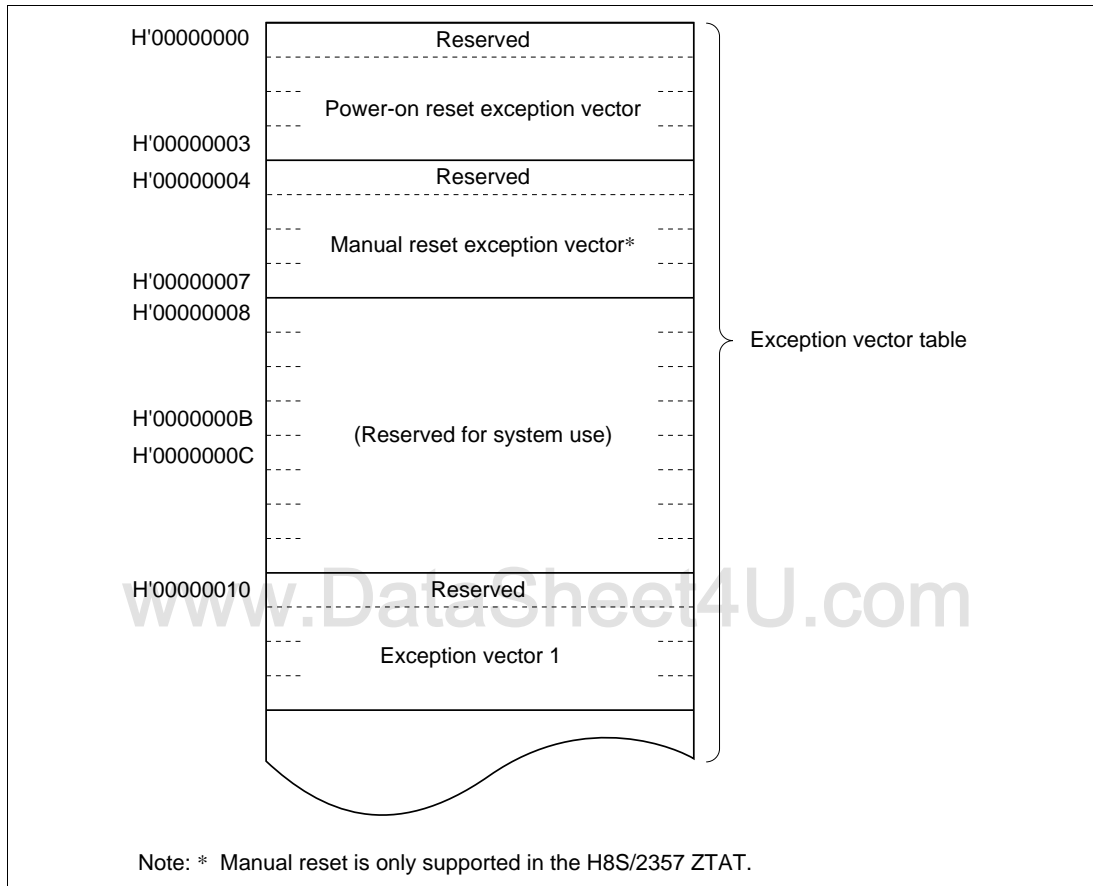 H'00000000
Reserved
Power-on reset exception vector
H'00000003
H'00000004
Reserved
Manual reset exception vector*
H'00000007
H'00000008
Exception vector table
H'0000000B
(Reserved for system use)
H'0000000C
H'00000010
Reserved
www.DataSheet4U.com
Exception vector 1
Note: * Manual reset is only supported in the H8S/2357 ZTAT.